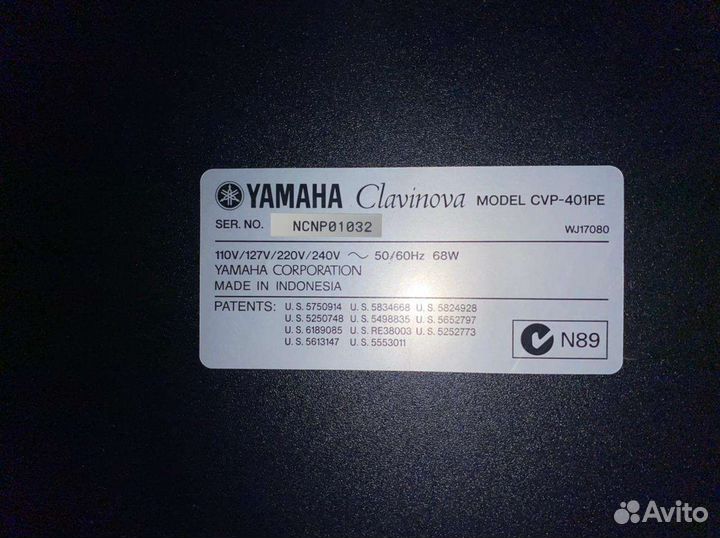 YAMAHA Clavinova MODEL CVP-401PE
SER. NO. NCNP01032
WJ17080
110V/127V/220V/240V ~ 50/60Hz 68W
YAMAHA CORPORATION
MADE IN INDONESIA
PATENTS: U. S. 5750914 U. S. 5834668 U. S. 5824928
U. S. 5250748 U. S. 5498835 U. S. 5652797
U. S. 6189085 U. S. RE38003 U. S. 5252773
U. S. 5613147 U. S. 5553011
N89
Avito